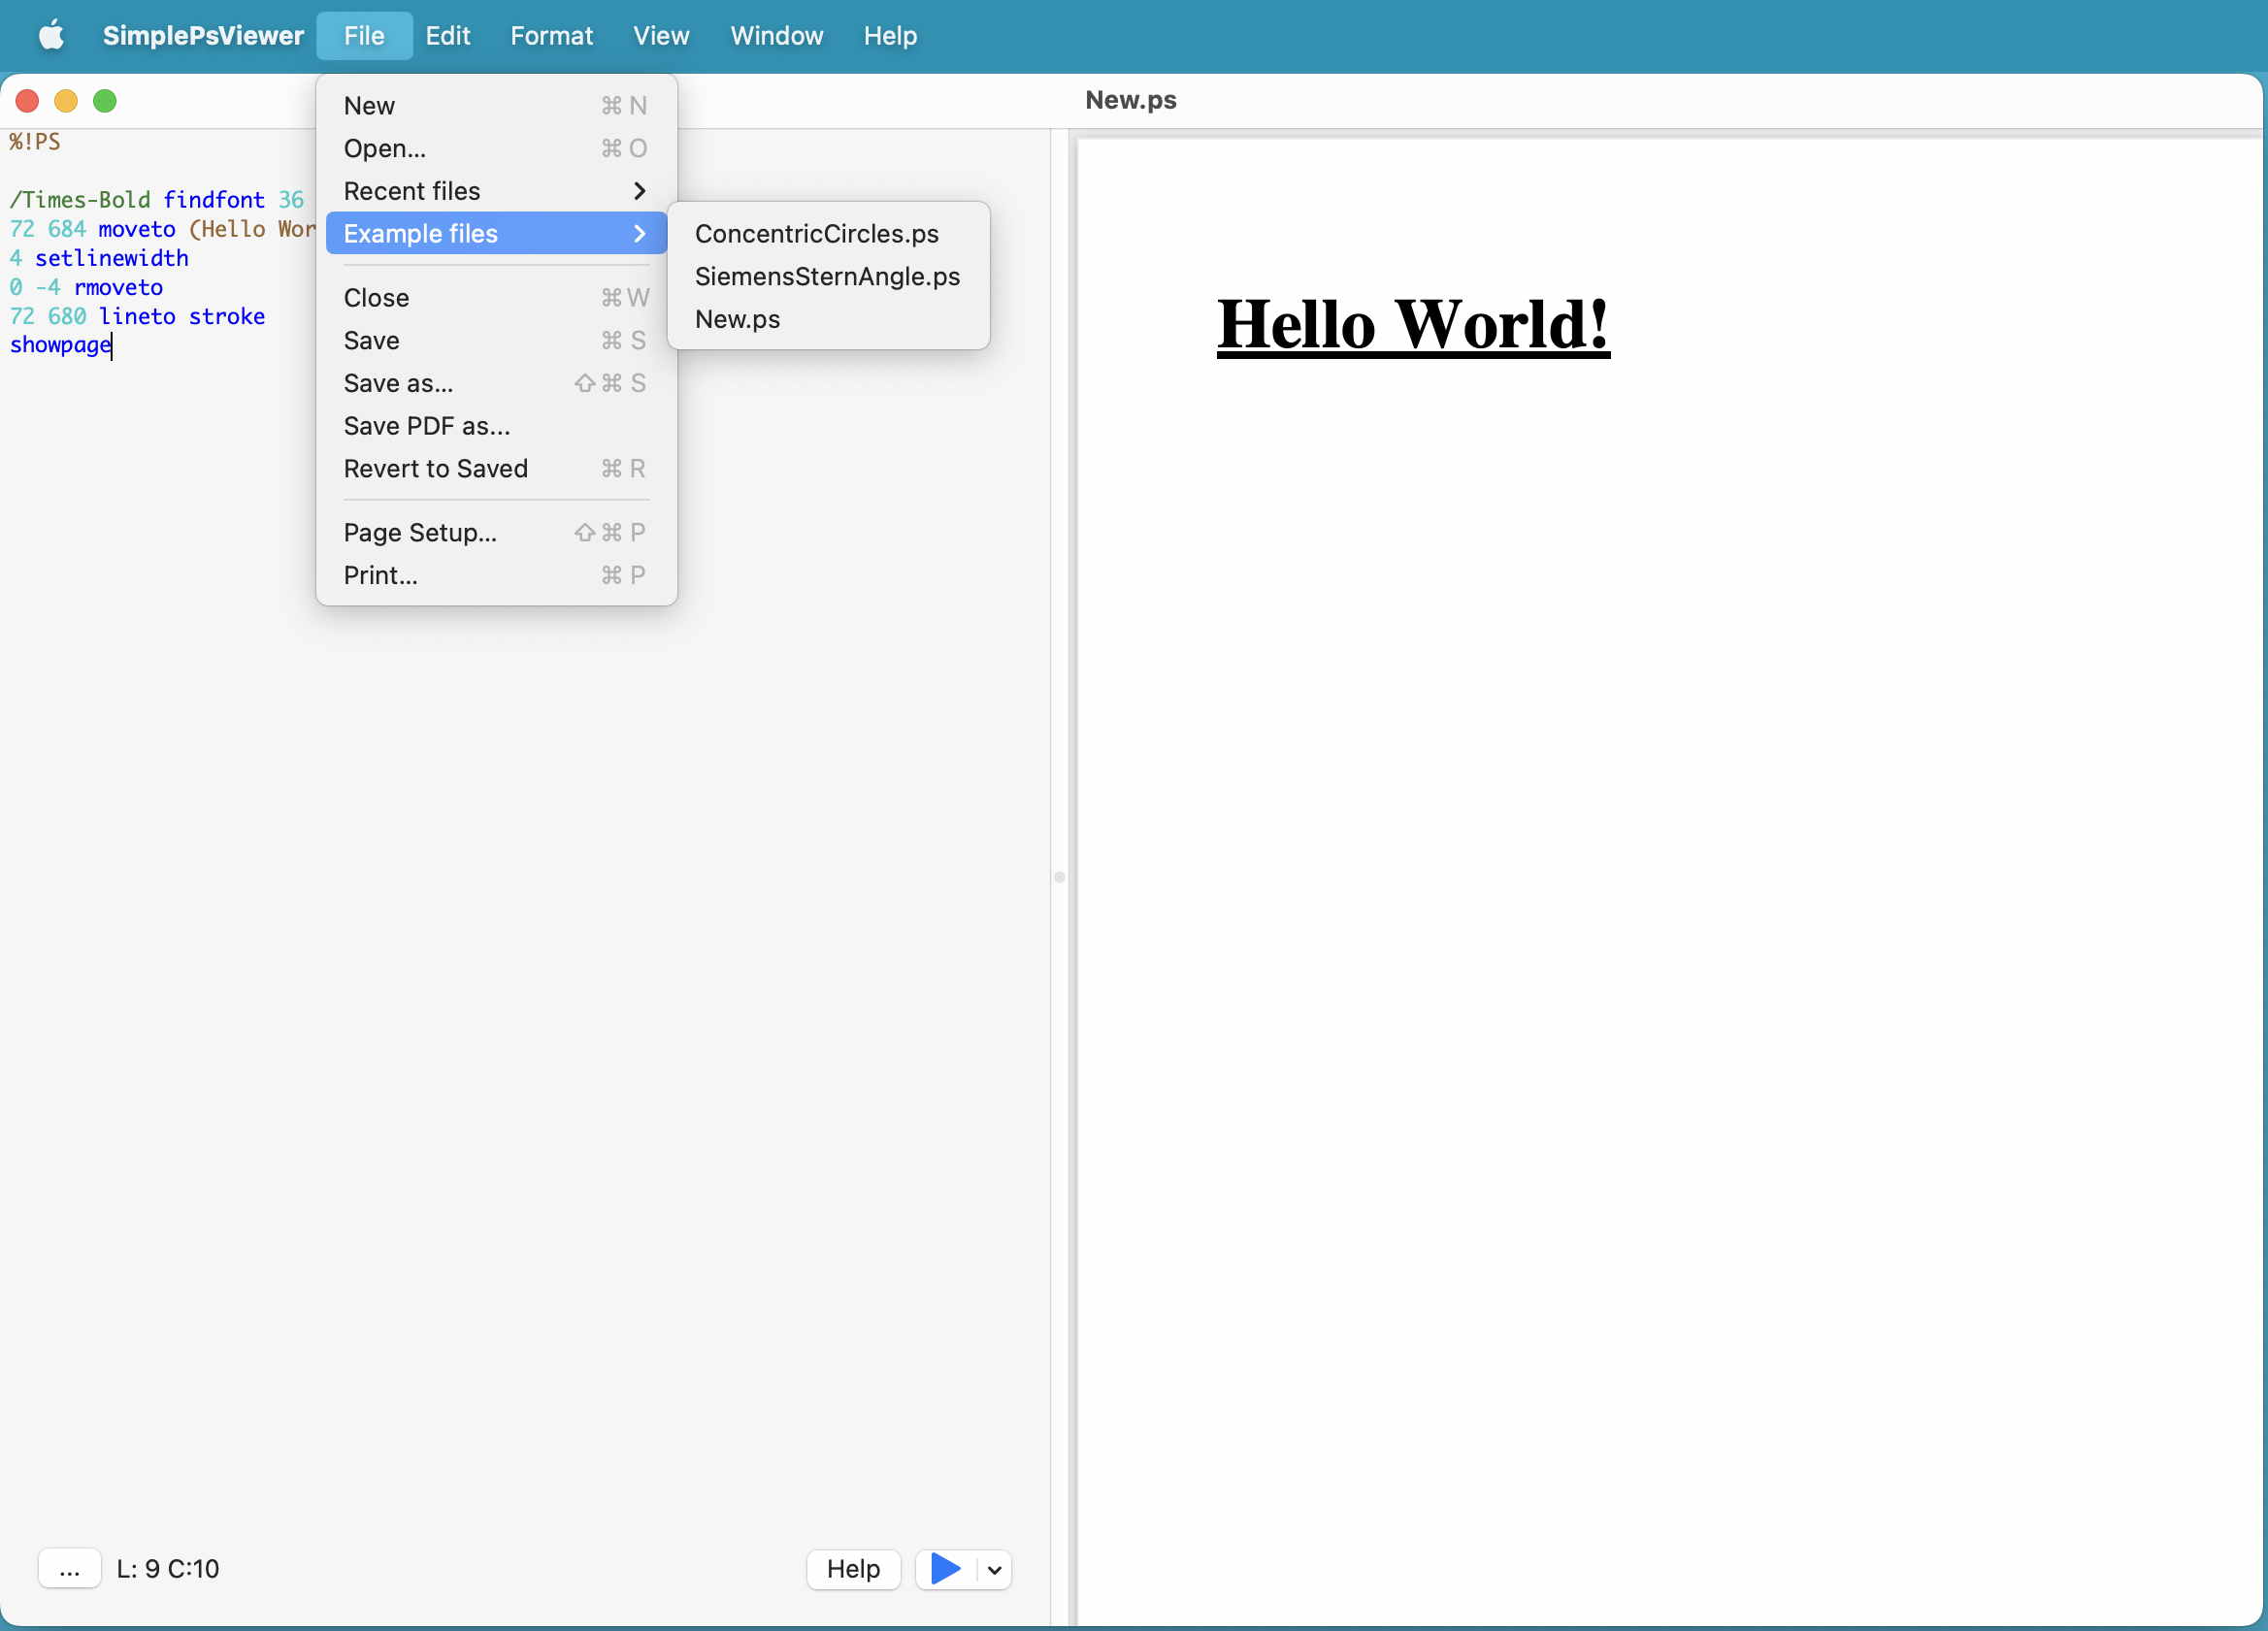 SimplePsViewer File Edit Format View Window Help
New.ps
New ⌘ N
Open... ⌘ O
Recent files
Example files
Close ⌘ W
Save ⌘ S
Save as... ⇧ ⌘ S
Save PDF as...
Revert to Saved ⌘ R
Page Setup... ⇧ ⌘ P
Print... ⌘ P
ConcentricCircles.ps
SiemensSternAngle.ps
New.ps
%!PS
/Times-Bold findfont 36
72 684 moveto (Hello Wor
4 setlinewidth
0 -4 rmoveto
72 680 lineto stroke
showpage
Hello World!
... L: 9 C:10 Help